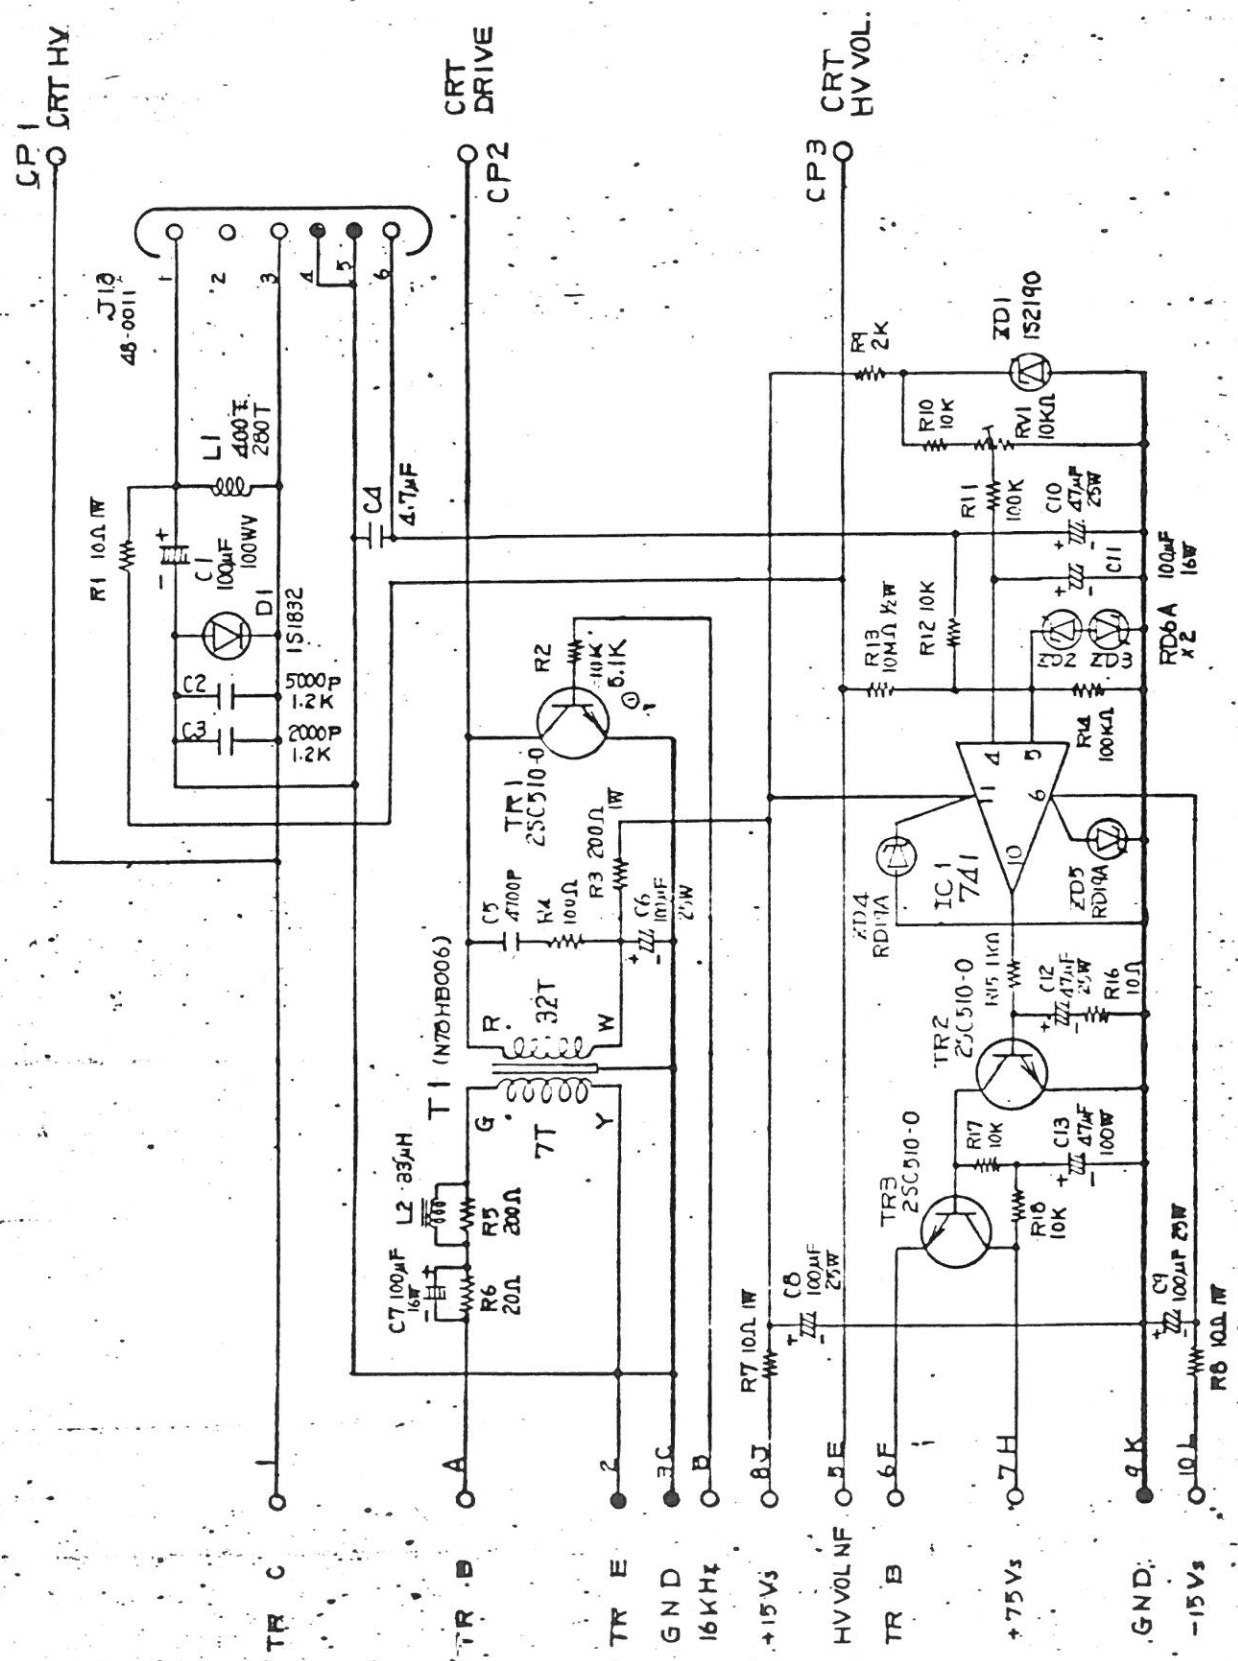 CP1
CRT HV
J18
48-0011
1
2
3
4
5
6
CRT
DRIVE
CP2
CRT
HV VOL.
CP3
R1 10Ω 1W
L1
400T
280T
C1
100μF
100WV
D1
1S1832
C2
5000P
1.2K
C3
2000P
1.2K
C4
4.7μF
R2
10K
5.1K
TR1
2SC510-O
R3 200Ω
1W
C5
4700P
R4
100Ω
C6
100μF
25W
T1 (N78HB006)
R
32T
W
G
7T
Y
L2 33μH
R5
200Ω
C7 100μF
16W
R6
20Ω
R9
2K
ZD1
1S2190
R10
10K
RV1
10KΩ
R11
100K
C10
47μF
25W
C11
100μF
16W
R13
10MΩ ½W
R12 10K
ZD2
ZD3
RD6A
x2
R14
100KΩ
4
5
11
6
10
IC1
741
ZD4
RD19A
ZD5
RD19A
R15 1KΩ
C12
47μF
25W
R16
10Ω
TR2
2SC510-O
R17
10K
C13
47μF
100W
TR3
2SC510-O
R18
10K
R7 10Ω 1W
C8
100μF
25W
C9
100μF 25W
R8 10Ω 1W
1
TR C
A
TR B
2
TR E
3C
GND
B
16KHz
8J
+15Vs
5E
HV VOL NF
6F
TR B
7H
+75Vs
9K
GND.
10L
-15Vs